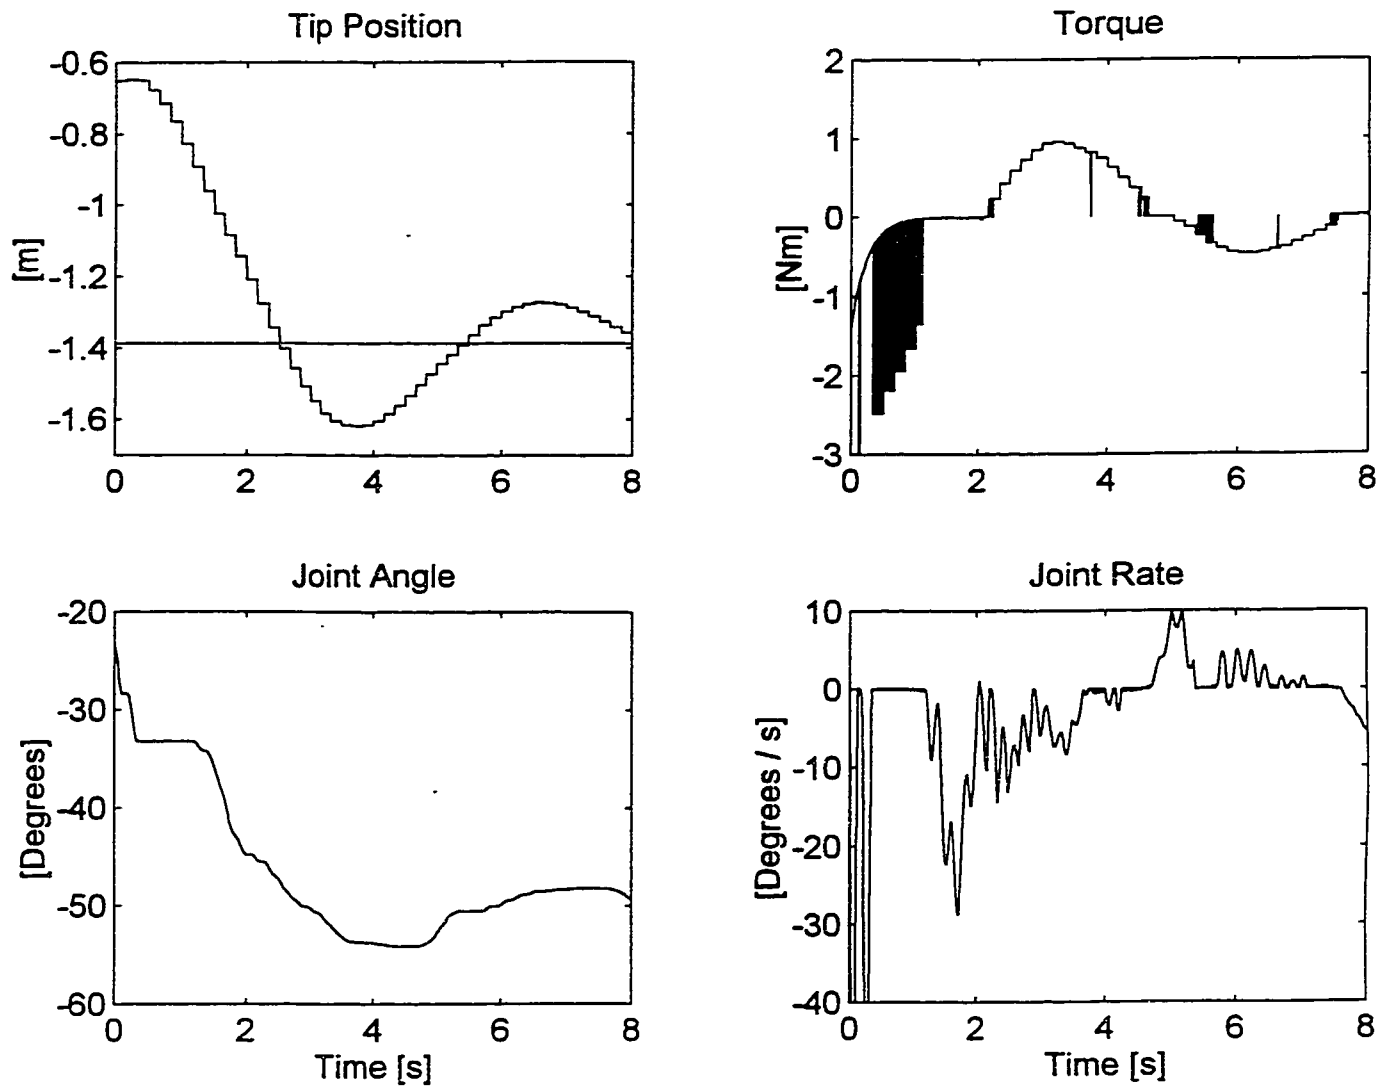 Tip Position
-0.6
-0.8
-1
-1.2
-1.4
-1.6
[m]
0 2 4 6 8
Torque
2
1
0
-1
-2
-3
[Nm]
0 2 4 6 8
Joint Angle
-20
-30
-40
-50
-60
[Degrees]
0 2 4 6 8
Time [s]
Joint Rate
10
0
-10
-20
-30
-40
[Degrees / s]
0 2 4 6 8
Time [s]